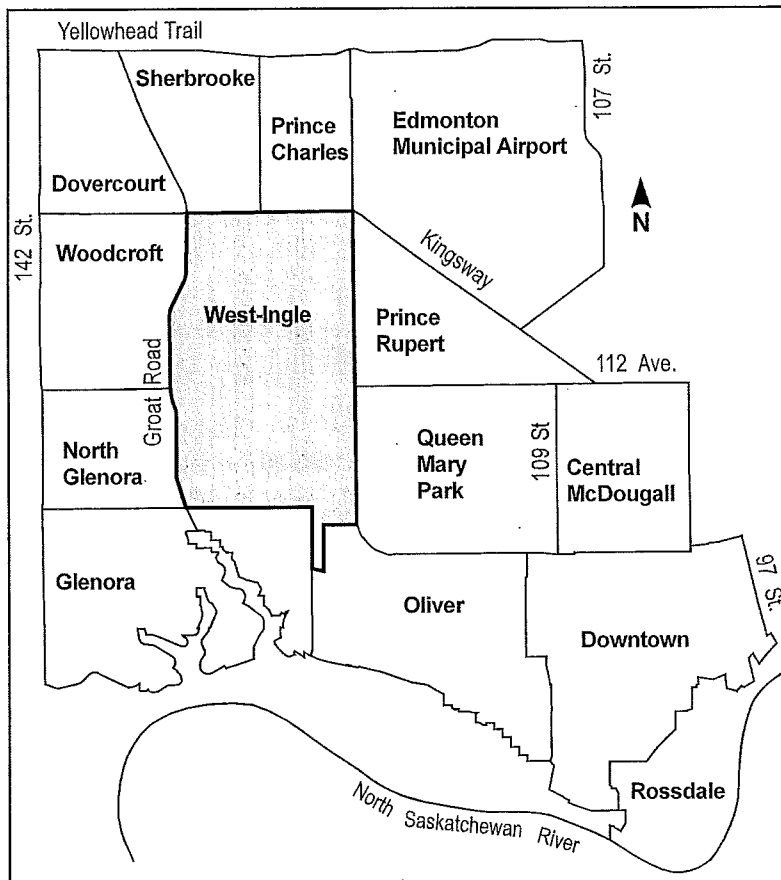 Yellowhead Trail
Sherbrooke
107 St.
Prince
Charles
Edmonton
Municipal Airport
Dovercourt
N
142 St.
Woodcroft
Kingsway
West-Ingle
Prince
Rupert
Groat Road
112 Ave.
North
Glenora
Queen
Mary
Park
109 St
Central
McDougall
Glenora
Oliver
97 St.
Downtown
Rossdale
North Saskatchewan River